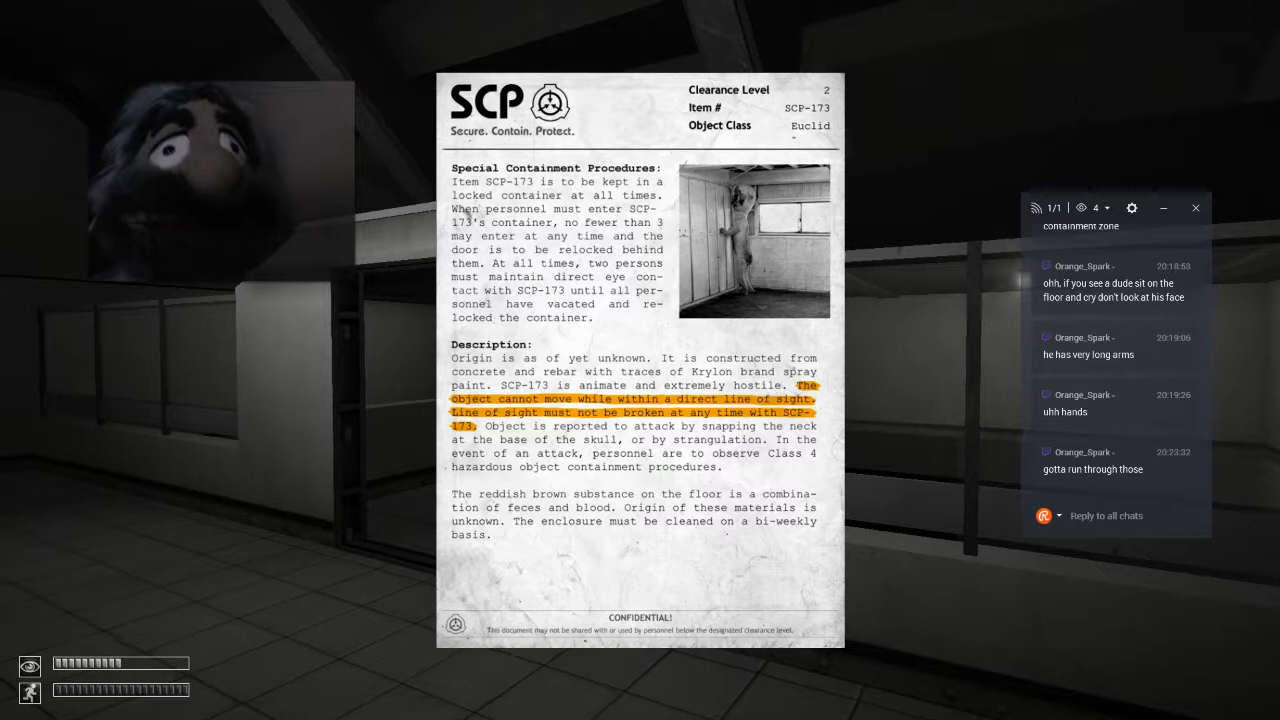 SCP
Secure. Contain. Protect.
Clearance Level 2
Item # SCP-173
Object Class Euclid
Special Containment Procedures:
Item SCP-173 is to be kept in a
locked container at all times.
When personnel must enter SCP-
173's container, no fewer than 3
may enter at any time and the
door is to be relocked behind
them. At all times, two persons
must maintain direct eye con-
tact with SCP-173 until all per-
sonnel have vacated and re-
locked the container.
Description:
Origin is as of yet unknown. It is constructed from
concrete and rebar with traces of Krylon brand spray
paint. SCP-173 is animate and extremely hostile. The
object cannot move while within a direct line of sight.
Line of sight must not be broken at any time with SCP-
173. Object is reported to attack by snapping the neck
at the base of the skull, or by strangulation. In the
event of an attack, personnel are to observe Class 4
hazardous object containment procedures.
The reddish brown substance on the floor is a combina-
tion of feces and blood. Origin of these materials is
unknown. The enclosure must be cleaned on a bi-weekly
basis.
CONFIDENTIAL!
This document may not be shared with or used by personnel below the designated clearance level.
1/1 4
containment zone
Orange_Spark - 20:18:53
ohh, if you see a dude sit on the
floor and cry don't look at his face
Orange_Spark - 20:19:06
he has very long arms
Orange_Spark - 20:19:26
uhh hands
Orange_Spark - 20:23:32
gotta run through those
Reply to all chats